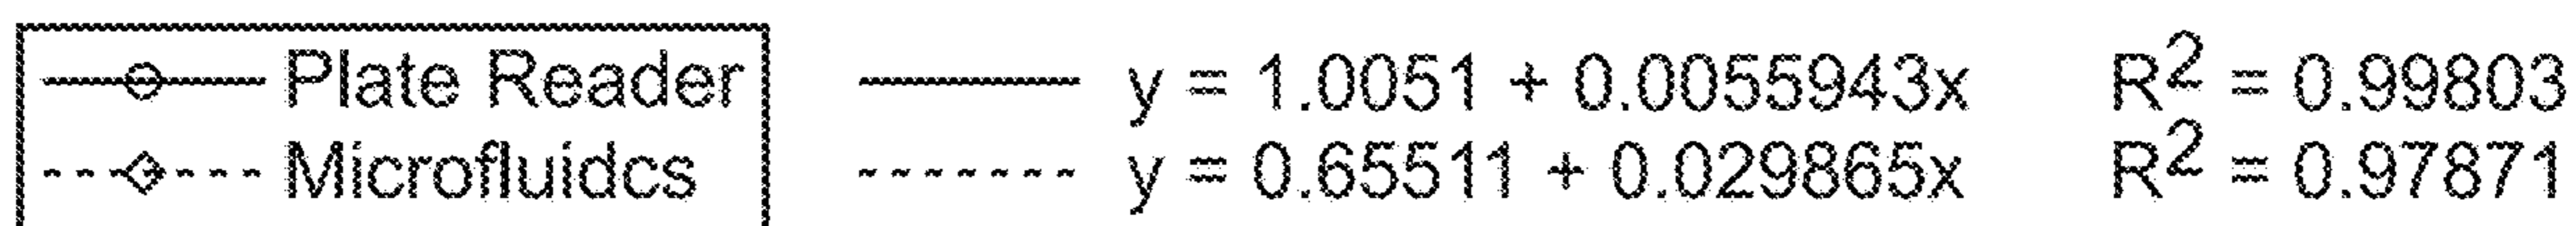 Plate Reader y = 1.0051 + 0.0055943x R² = 0.99803
Microfluidcs y = 0.65511 + 0.029865x R² = 0.97871